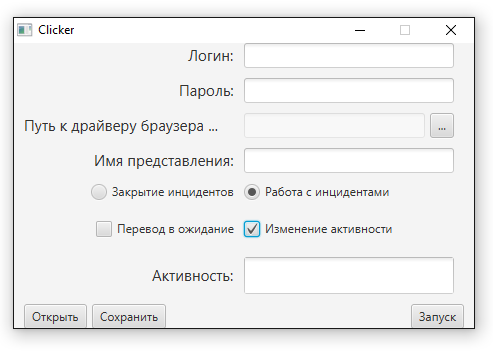 Clicker
Логин:
Пароль:
Путь к драйверу браузера ...
...
Имя представления:
Закрытие инцидентов Работа с инцидентами
Перевод в ожидание Изменение активности
Активность:
Открыть Сохранить Запуск